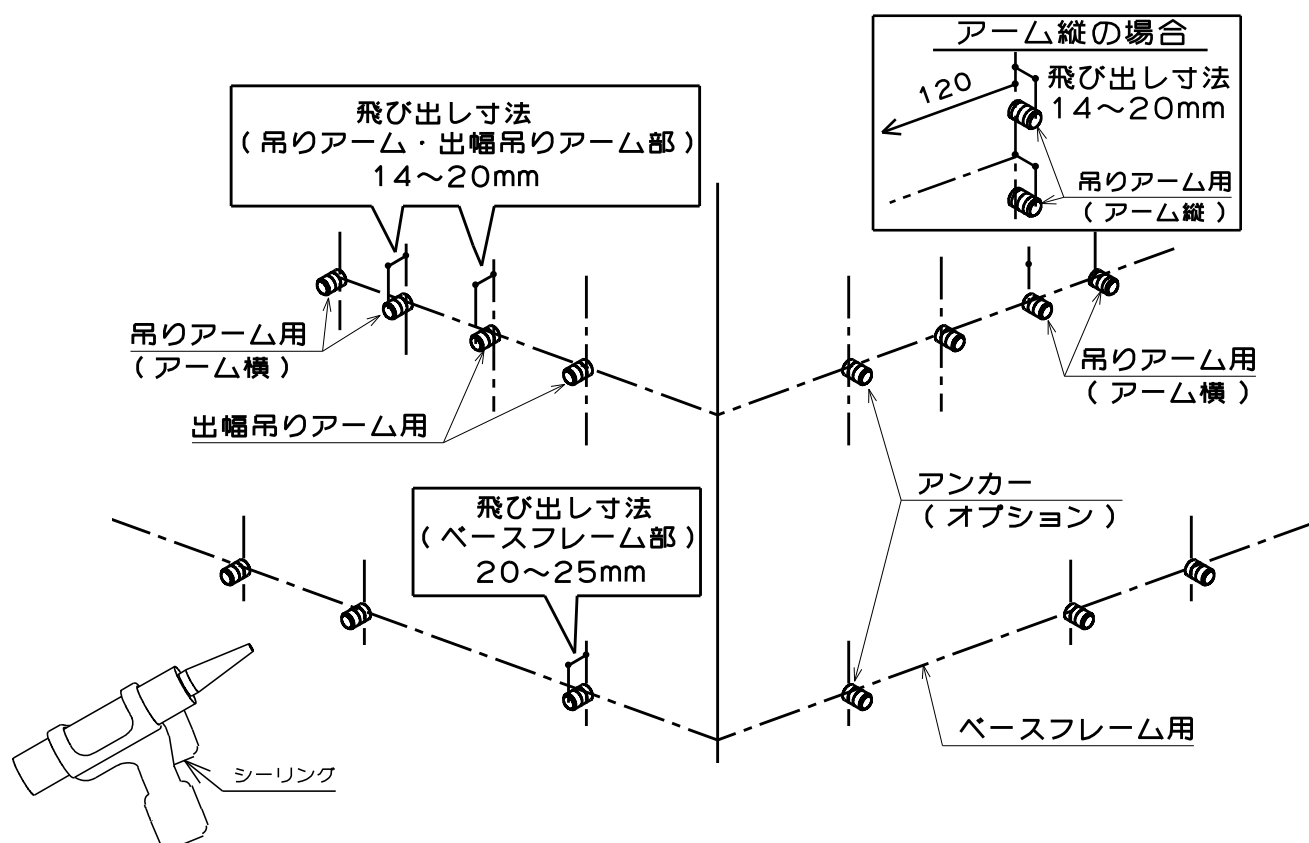 アーム縦の場合
120
飛び出し寸法
14～20mm
吊りアーム用
(アーム縦)
飛び出し寸法
(吊りアーム・出幅吊りアーム部)
14～20mm
吊りアーム用
(アーム横)
出幅吊りアーム用
吊りアーム用
(アーム横)
飛び出し寸法
(ベースフレーム部)
20～25mm
アンカー
(オプション)
ベースフレーム用
シーリング